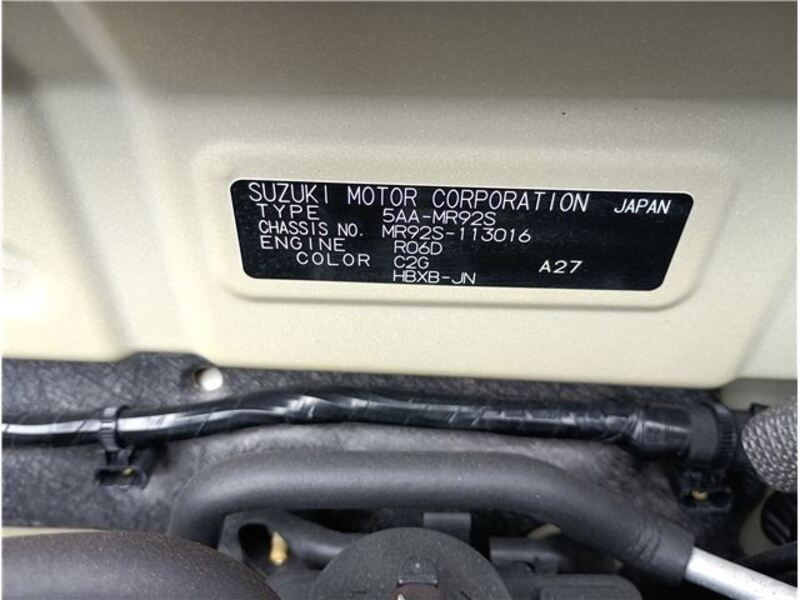 SUZUKI MOTOR CORPORATION JAPAN
TYPE 5AA-MR92S
CHASSIS NO. MR92S-113016
ENGINE R06D
COLOR C2G A27
HBXB-JN